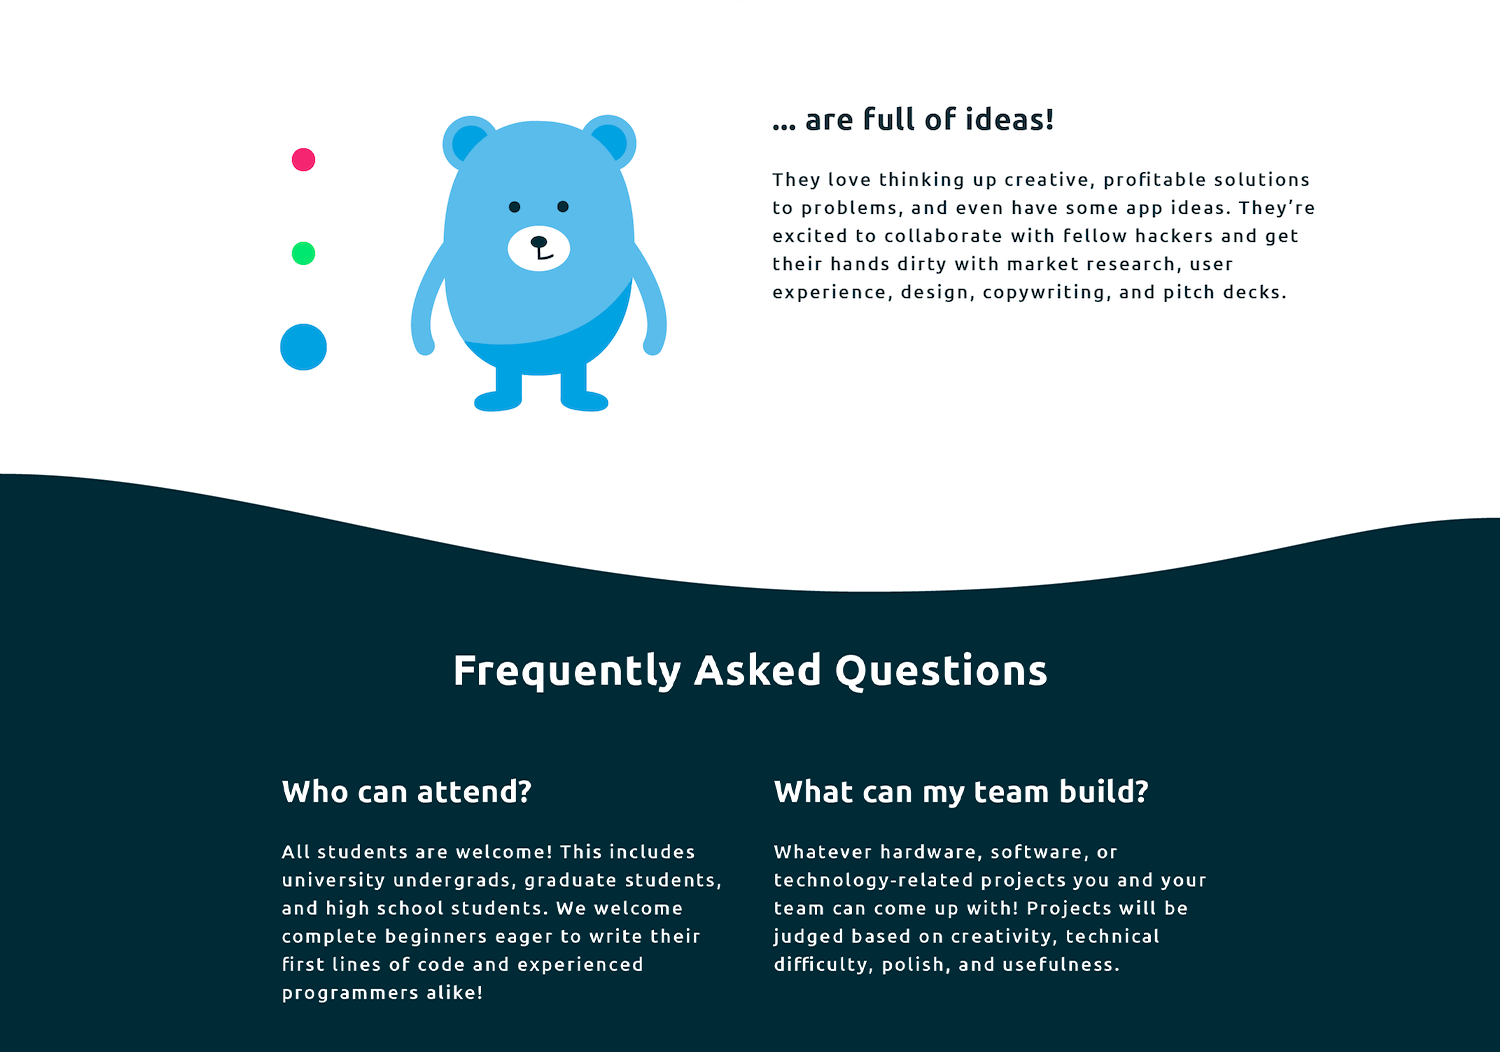 ... are full of ideas!
They love thinking up creative, profitable solutions
to problems, and even have some app ideas. They’re
excited to collaborate with fellow hackers and get
their hands dirty with market research, user
experience, design, copywriting, and pitch decks.
Frequently Asked Questions
Who can attend?
All students are welcome! This includes
university undergrads, graduate students,
and high school students. We welcome
complete beginners eager to write their
first lines of code and experienced
programmers alike!
What can my team build?
Whatever hardware, software, or
technology-related projects you and your
team can come up with! Projects will be
judged based on creativity, technical
difficulty, polish, and usefulness.